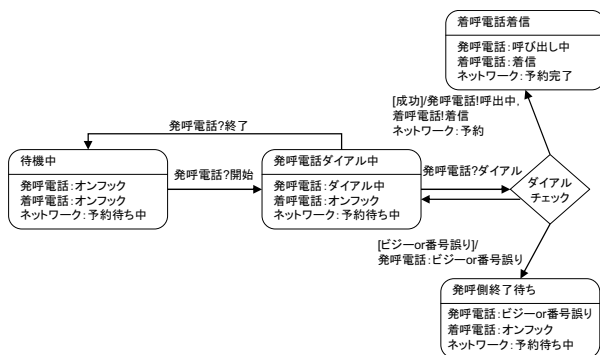 着呼電話着信
発呼電話:呼び出し中
着呼電話:着信
ネットワーク:予約完了
[成功]/発呼電話!呼出中,
着呼電話!着信
ネットワーク:予約
発呼電話?終了
待機中
発呼電話:オンフック
着呼電話:オンフック
ネットワーク:予約待ち中
発呼電話?開始
発呼電話ダイアル中
発呼電話:ダイアル中
着呼電話:オンフック
ネットワーク:予約待ち中
発呼電話?ダイアル
ダイアル
チェック
[ビジーor番号誤り]/
発呼電話:ビジーor番号誤り
発呼側終了待ち
発呼電話:ビジーor番号誤り
着呼電話:オンフック
ネットワーク:予約待ち中